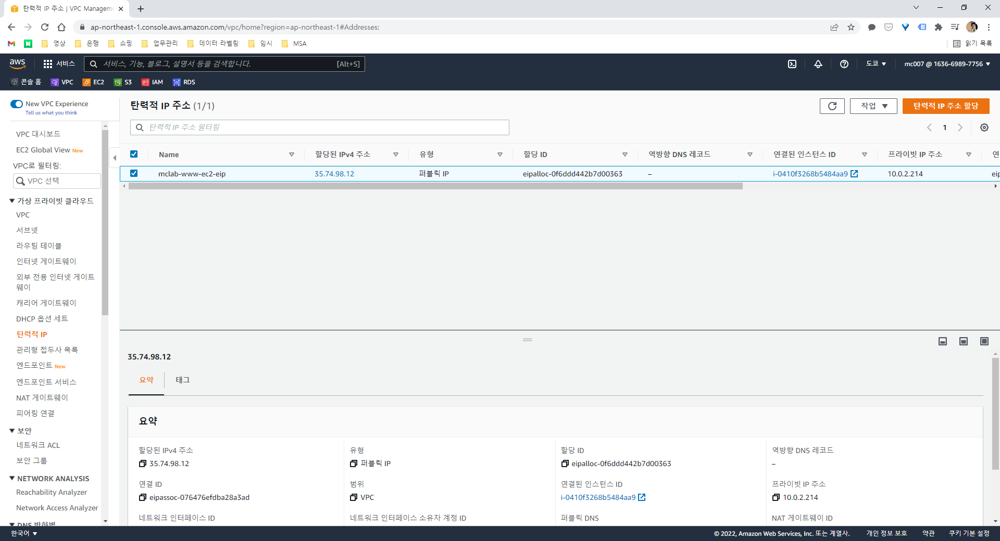 탄력적 IP 주소 | VPC Manageme
ap-northeast-1.console.aws.amazon.com/vpc/home?region=ap-northeast-1#Addresses:
영상
은행
쇼핑
업무관리
데이터 라벨링
임시
MSA
읽기 목록
aws
서비스
서비스, 기능, 블로그, 설명서 등을 검색합니다.
[Alt+S]
도쿄
mc007 @ 1636-6989-7756
콘솔 홈
VPC
EC2
S3
IAM
RDS
New VPC Experience
Tell us what you think
VPC 대시보드
EC2 Global View New
VPC로 필터링:
VPC 선택
가상 프라이빗 클라우드
VPC
서브넷
라우팅 테이블
인터넷 게이트웨이
외부 전용 인터넷 게이트
웨이
캐리어 게이트웨이
DHCP 옵션 세트
탄력적 IP
관리형 접두사 목록
엔드포인트 New
엔드포인트 서비스
NAT 게이트웨이
피어링 연결
보안
네트워크 ACL
보안 그룹
NETWORK ANALYSIS
Reachability Analyzer
Network Access Analyzer
DNS 방화벽
탄력적 IP 주소 (1/1)
작업
탄력적 IP 주소 할당
탄력적 IP 주소 필터링
1
Name
할당된 IPv4 주소
유형
할당 ID
역방향 DNS 레코드
연결된 인스턴스 ID
프라이빗 IP 주소
연
mclab-www-ec2-eip
35.74.98.12
퍼블릭 IP
eipalloc-0f6ddd442b7d00363
–
i-0410f3268b5484aa9
10.0.2.214
eip
35.74.98.12
요약
태그
요약
할당된 IPv4 주소
유형
할당 ID
역방향 DNS 레코드
35.74.98.12
퍼블릭 IP
eipalloc-0f6ddd442b7d00363
–
연결 ID
범위
연결된 인스턴스 ID
프라이빗 IP 주소
eipassoc-076476efdba28a3ad
VPC
i-0410f3268b5484aa9
10.0.2.214
네트워크 인터페이스 ID
네트워크 인터페이스 소유자 계정 ID
퍼블릭 DNS
NAT 게이트웨이 ID
한국어
© 2022, Amazon Web Services, Inc. 또는 계열사.
개인 정보 보호
약관
쿠키 기본 설정